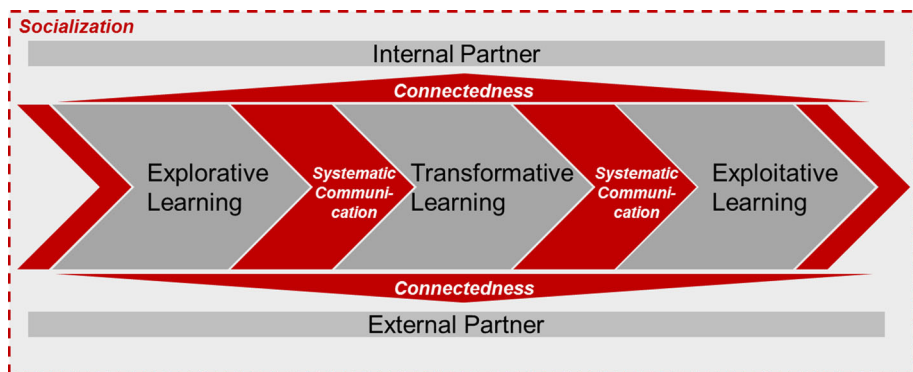 Socialization
Internal Partner
Connectedness
Explorative
Learning
Systematic
Communi-
cation
Transformative
Learning
Systematic
Communi-
cation
Exploitative
Learning
Connectedness
External Partner